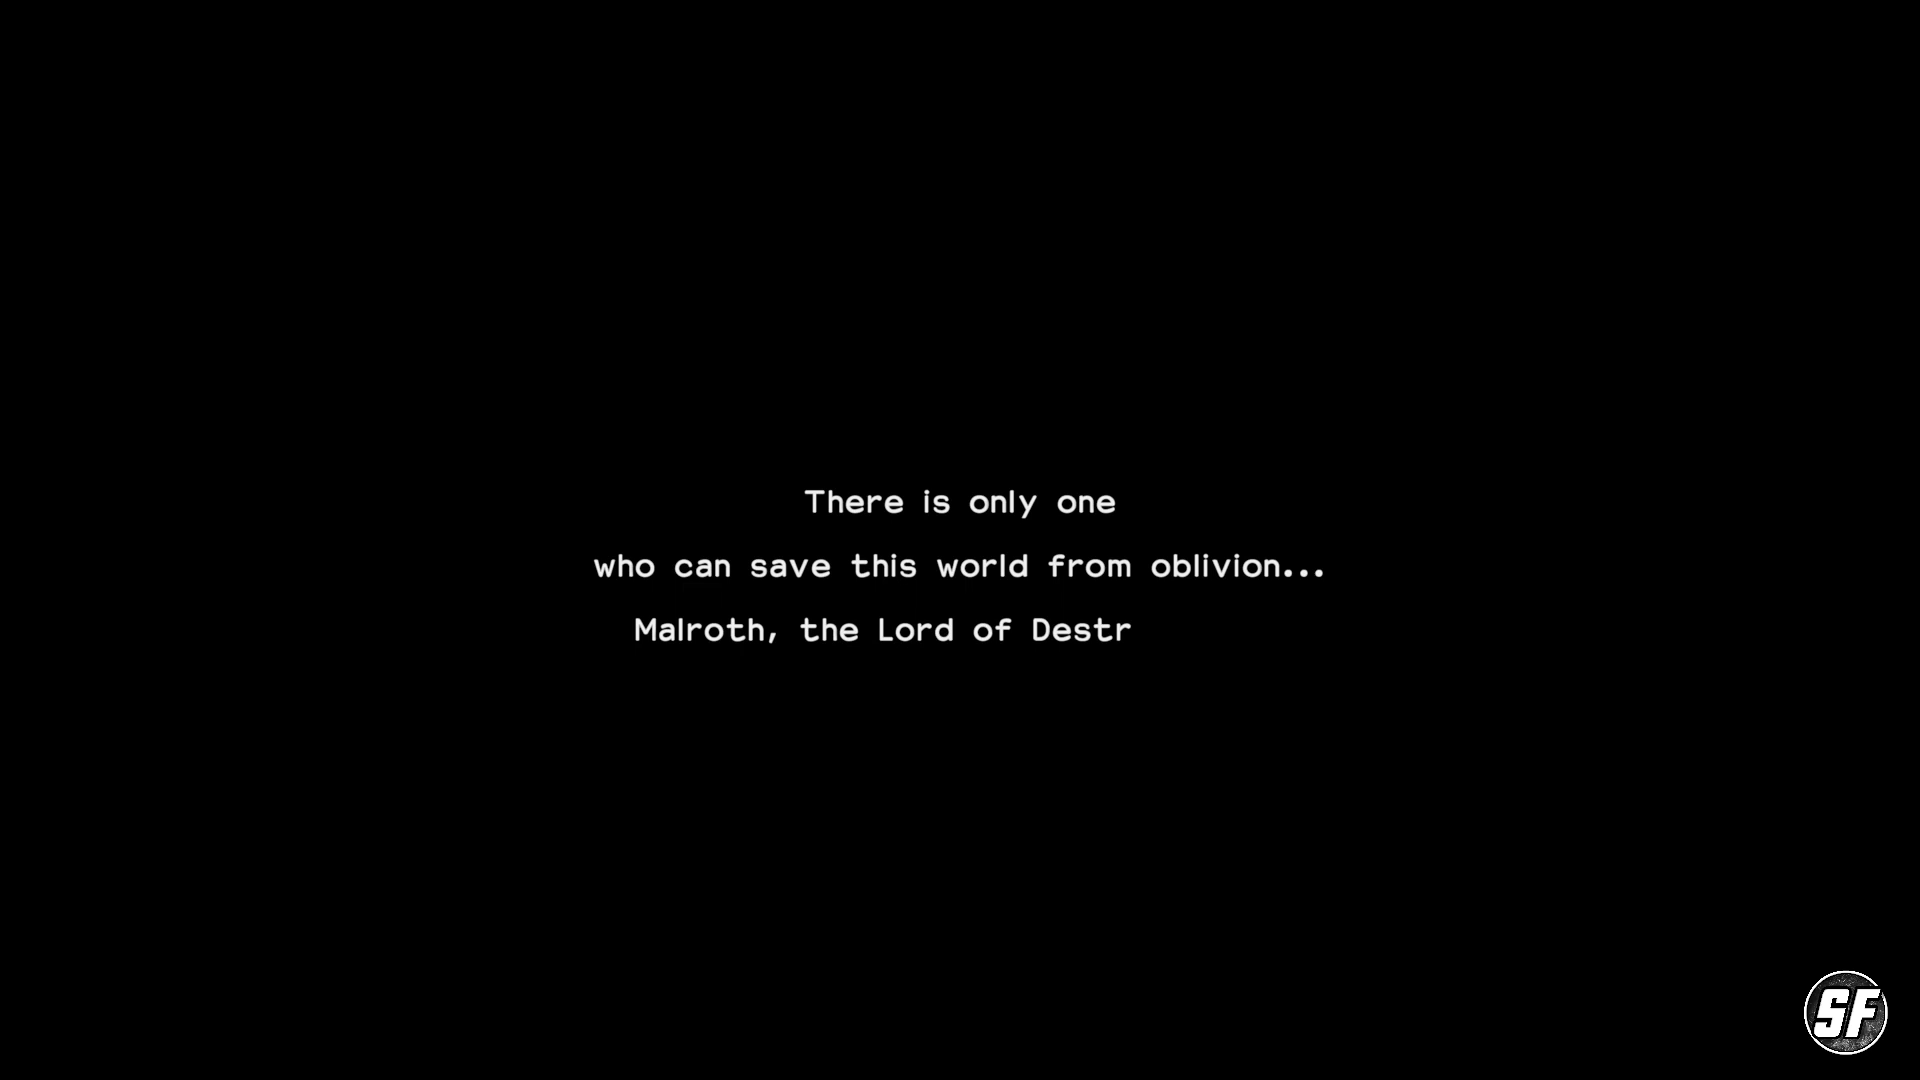 There is only one
who can save this world from oblivion...
Malroth, the Lord of Destr
SF